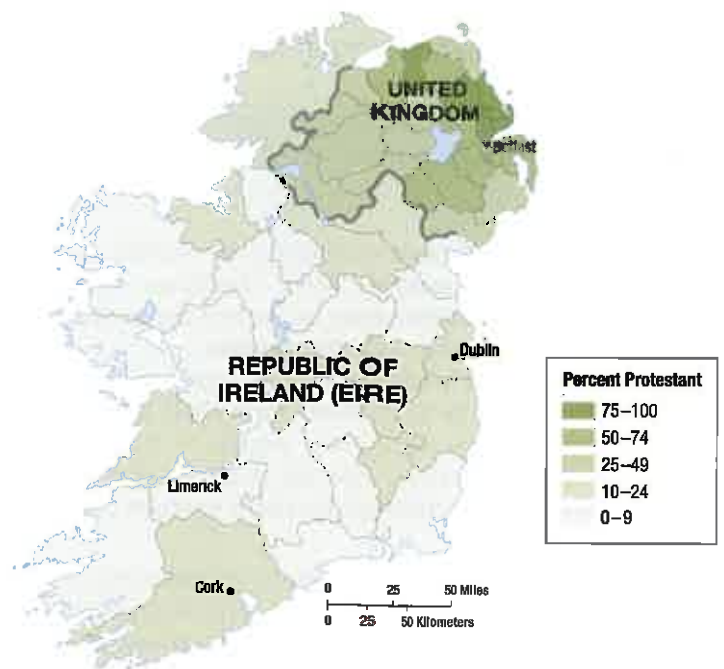 UNITED
KINGDOM
Belfast
REPUBLIC OF
IRELAND (EIRE)
Dublin
Limerick
Cork
Percent Protestant
75–100
50–74
25–49
10–24
0–9
0 25 50 Miles
0 25 50 Kilometers